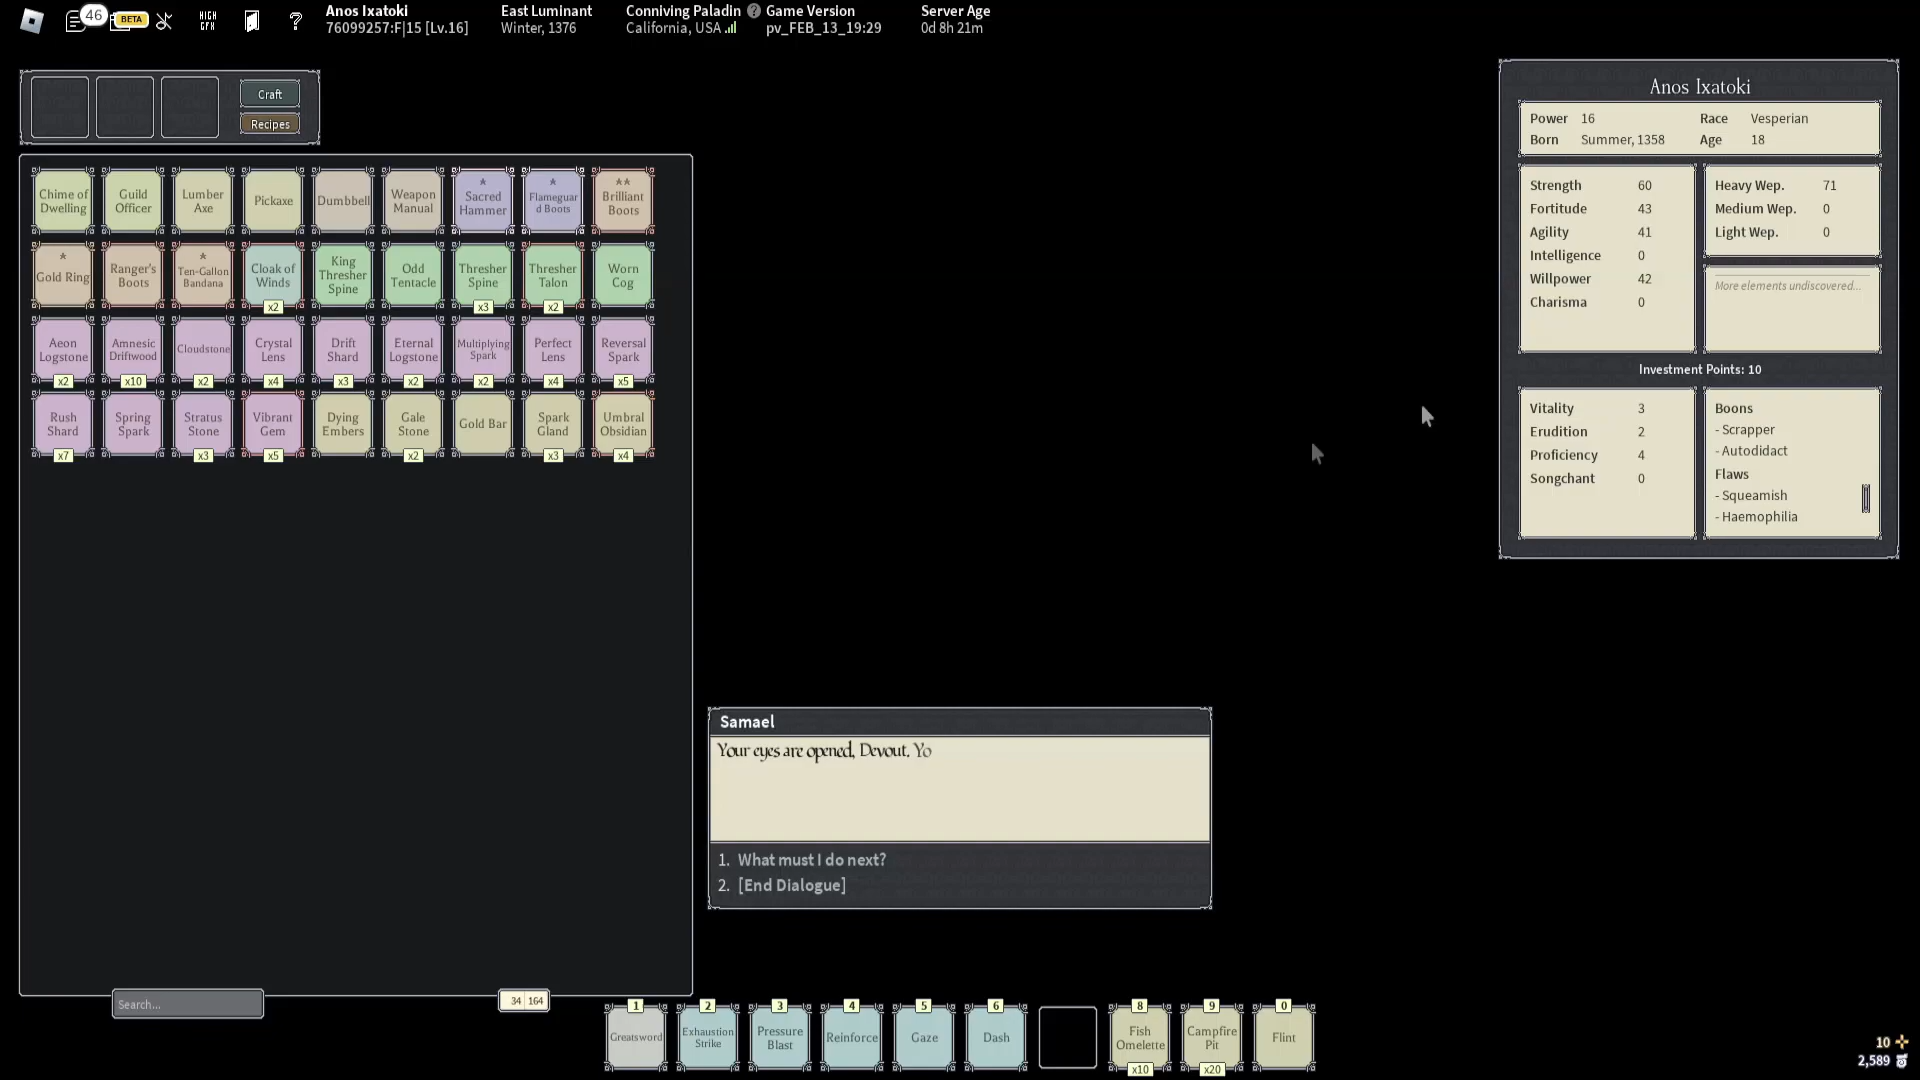 46
BETA
HIGH
GFX
?
Anos Ixatoki
76099257:F|15 [Lv.16]
East Luminant
Winter, 1376
Conniving Paladin ?
California, USA
Game Version
pv_FEB_13_19:29
Server Age
0d 8h 21m
Craft
Recipes
Chime of Dwelling
Guild Officer
Lumber Axe
Pickaxe
Dumbbell
Weapon Manual
* Sacred Hammer
* Flameguard Boots
** Brilliant Boots
* Gold Ring
Ranger's Boots
* Ten-Gallon Bandana
Cloak of Winds x2
King Thresher Spine
Odd Tentacle
Thresher Spine x3
Thresher Talon x2
Worn Cog
Aeon Logstone x2
Amnesic Driftwood x10
Cloudstone x2
Crystal Lens x4
Drift Shard x3
Eternal Logstone x2
Multiplying Spark x2
Perfect Lens x4
Reversal Spark x5
Rush Shard x7
Spring Spark
Stratus Stone x3
Vibrant Gem x5
Dying Embers
Gale Stone x2
Gold Bar
Spark Gland x3
Umbral Obsidian x4
Search...
34 164
Anos Ixatoki
Power 16 Race Vesperian
Born Summer, 1358 Age 18
Strength 60
Fortitude 43
Agility 41
Intelligence 0
Willpower 42
Charisma 0
Heavy Wep. 71
Medium Wep. 0
Light Wep. 0
More elements undiscovered...
Investment Points: 10
Vitality 3
Erudition 2
Proficiency 4
Songchant 0
Boons
- Scrapper
- Autodidact
Flaws
- Squeamish
- Haemophilia
Samael
Your eyes are opened, Devout. Yo
1. What must I do next?
2. [End Dialogue]
1 Greatsword
2 Exhaustion Strike
3 Pressure Blast
4 Reinforce
5 Gaze
6 Dash
8 Fish Omelette x10
9 Campfire Pit x20
0 Flint
10
2,589